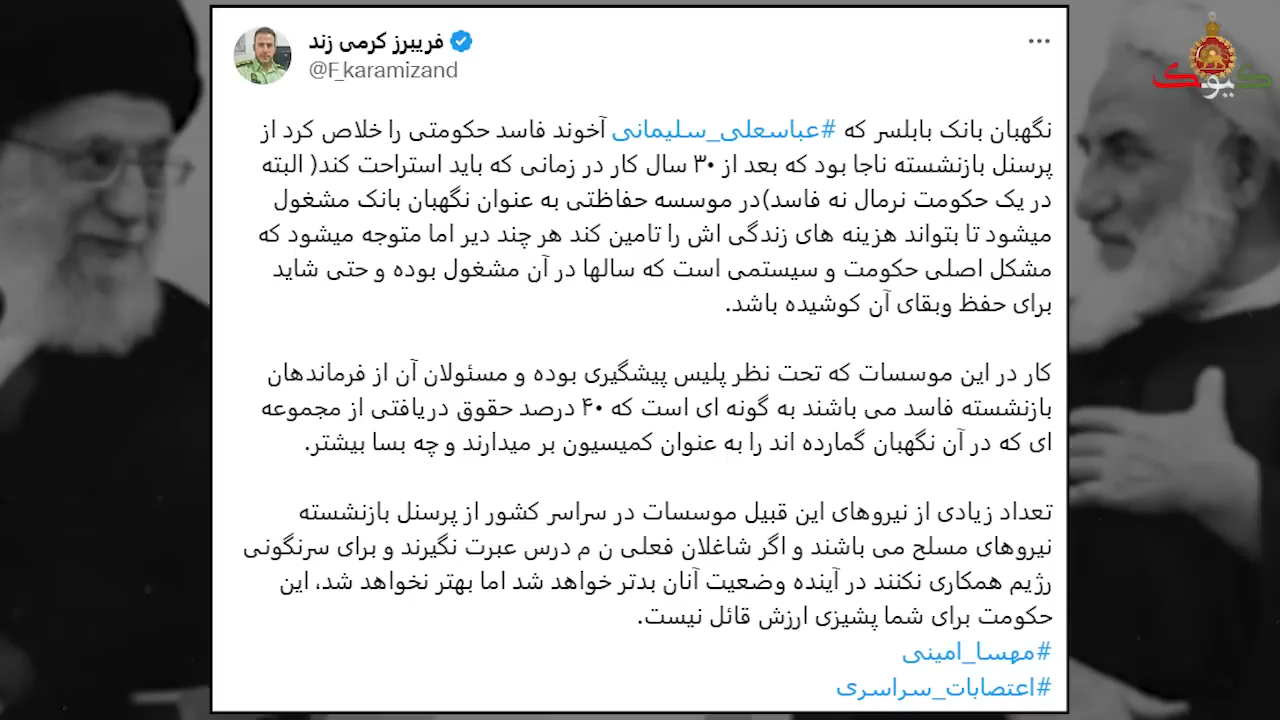 فریبرز کرمی زند
@F_karamizand
نگهبان بانک بابلسر که #عباسعلی_سلیمانی آخوند فاسد حکومتی را خلاص کرد از
پرسنل بازنشسته ناجا بود که بعد از ۳۰ سال کار در زمانی که باید استراحت کند( البته
در یک حکومت نرمال نه فاسد)در موسسه حفاظتی به عنوان نگهبان بانک مشغول
میشود تا بتواند هزینه های زندگی اش را تامین کند هر چند دیر اما متوجه میشود که
مشکل اصلی حکومت و سیستمی است که سالها در آن مشغول بوده و حتی شاید
برای حفظ وبقای آن کوشیده باشد.
کار در این موسسات که تحت نظر پلیس پیشگیری بوده و مسئولان آن از فرماندهان
بازنشسته فاسد می باشند به گونه ای است که ۴۰ درصد حقوق دریافتی از مجموعه
ای که در آن نگهبان گمارده اند را به عنوان کمیسیون بر میدارند و چه بسا بیشتر.
تعداد زیادی از نیروهای این قبیل موسسات در سراسر کشور از پرسنل بازنشسته
نیروهای مسلح می باشند و اگر شاغلان فعلی ن م درس عبرت نگیرند و برای سرنگونی
رژیم همکاری نکنند در آینده وضعیت آنان بدتر خواهد شد اما بهتر نخواهد شد، این
حکومت برای شما پشیزی ارزش قائل نیست.
#مهسا_امینی
#اعتصابات_سراسری
کیوک